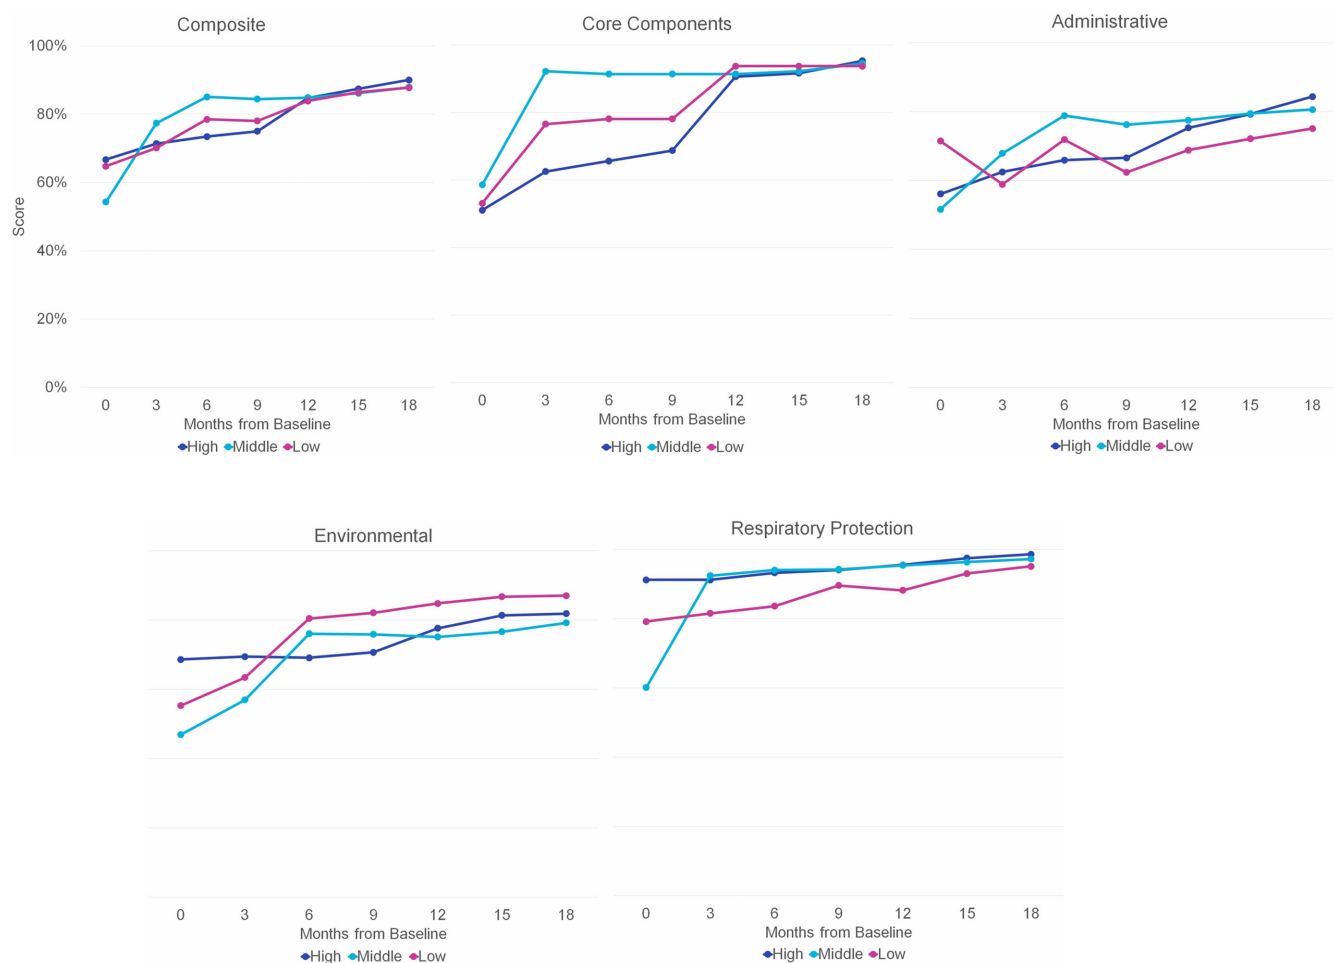 Composite
Core Components
Administrative
Score
100%
80%
60%
40%
20%
0%
0 3 6 9 12 15 18
Months from Baseline
High Middle Low
0 3 6 9 12 15 18
Months from Baseline
High Middle Low
0 3 6 9 12 15 18
Months from Baseline
High Middle Low
Environmental
Respiratory Protection
0 3 6 9 12 15 18
Months from Baseline
High Middle Low
0 3 6 9 12 15 18
Months from Baseline
High Middle Low